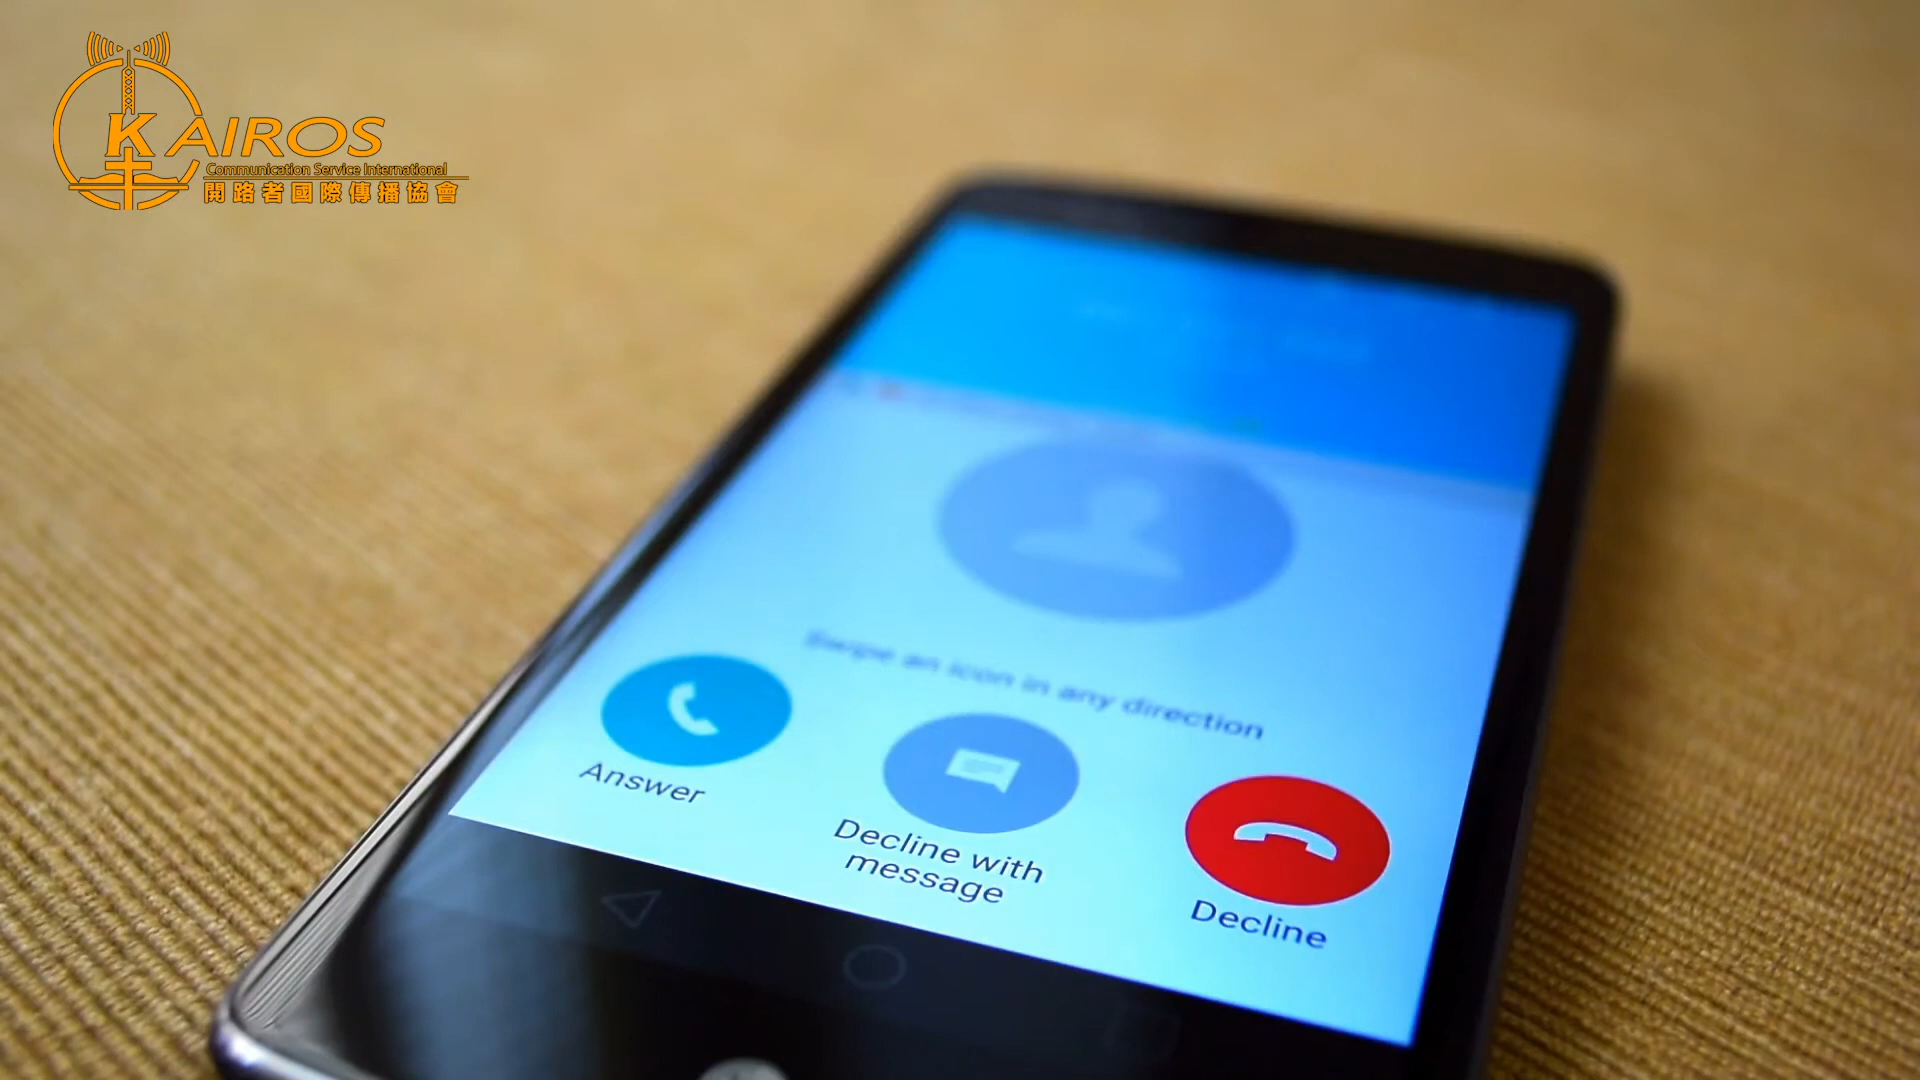 KAIROS
Communication Service International
開路者國際傳播協會
Swipe an icon in any direction
Answer
Decline with
message
Decline